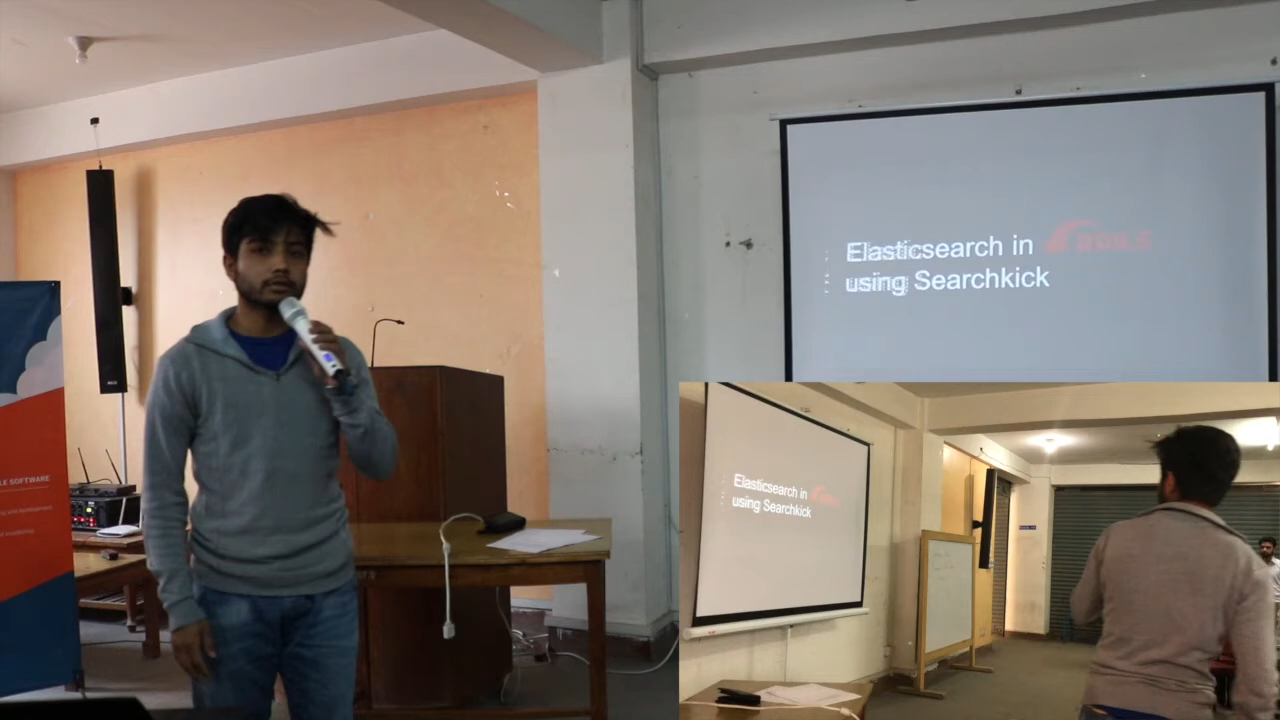 Elasticsearch in RAILS
using Searchkick
LE SOFTWARE
Elasticsearch in
using Searchkick